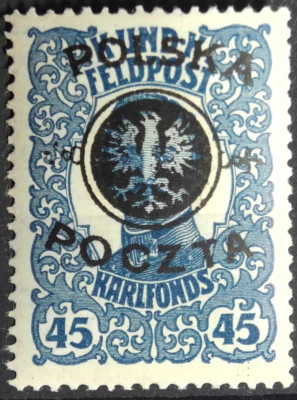 POLSKA
FELDPOST
POCZTA
KARLFONDS
45 45